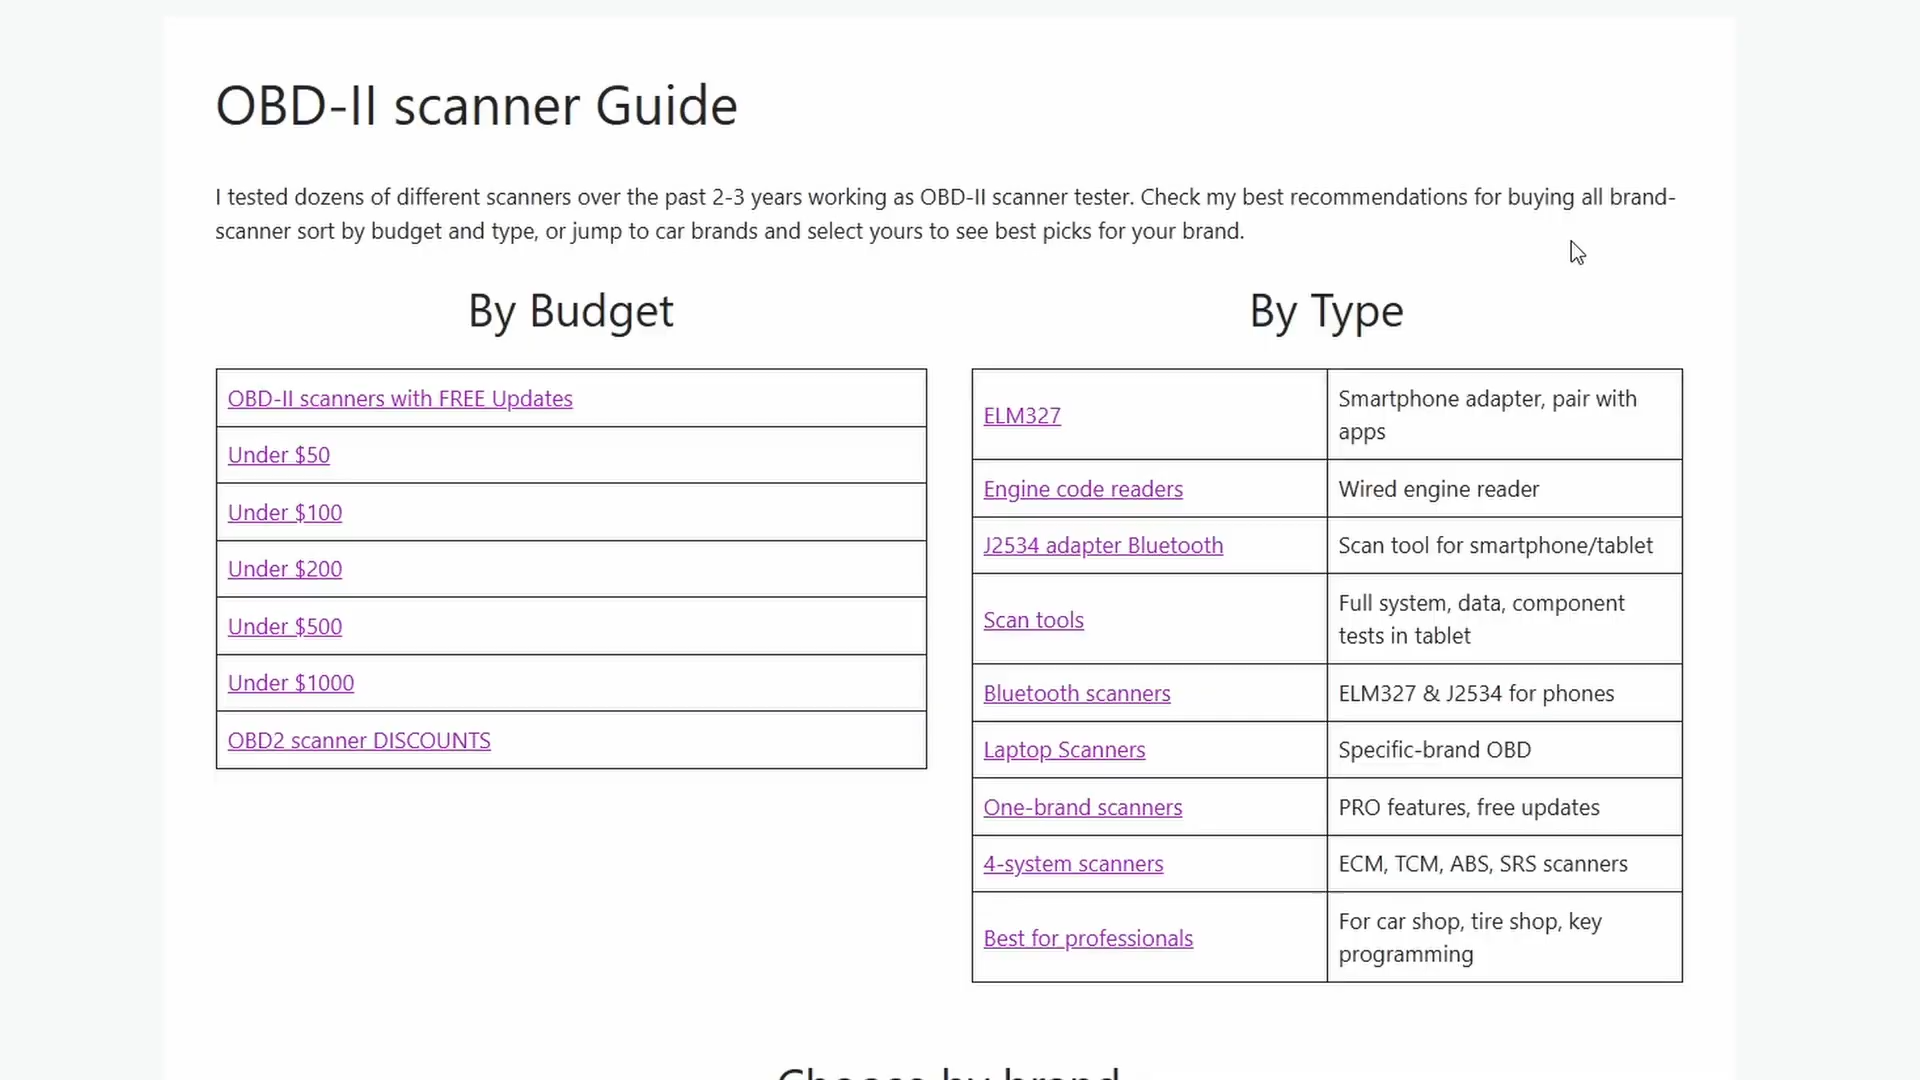 OBD-II scanner Guide
I tested dozens of different scanners over the past 2-3 years working as OBD-II scanner tester. Check my best recommendations for buying all brand-
scanner sort by budget and type, or jump to car brands and select yours to see best picks for your brand.
By Budget
OBD-II scanners with FREE Updates
Under $50
Under $100
Under $200
Under $500
Under $1000
OBD2 scanner DISCOUNTS
By Type
ELM327
Smartphone adapter, pair with
apps
Engine code readers
Wired engine reader
J2534 adapter Bluetooth
Scan tool for smartphone/tablet
Scan tools
Full system, data, component
tests in tablet
Bluetooth scanners
ELM327 & J2534 for phones
Laptop Scanners
Specific-brand OBD
One-brand scanners
PRO features, free updates
4-system scanners
ECM, TCM, ABS, SRS scanners
Best for professionals
For car shop, tire shop, key
programming
Choose by brand